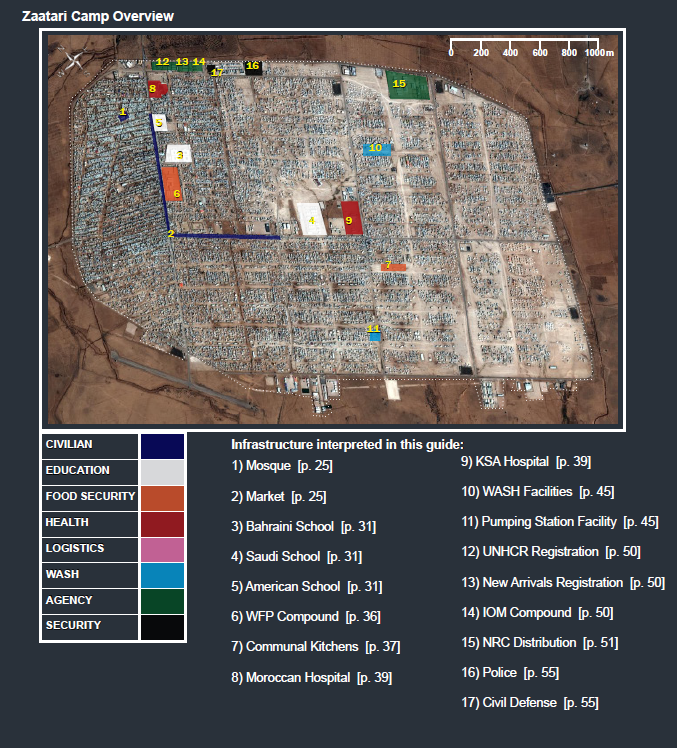 Zaatari Camp Overview
0 200 400 600 800 1000m
12 13 14
17
16
15
8
1
5
3
10
6
4
9
2
7
11
CIVILIAN
EDUCATION
FOOD SECURITY
HEALTH
LOGISTICS
WASH
AGENCY
SECURITY
Infrastructure interpreted in this guide:
1) Mosque [p. 25]
2) Market [p. 25]
3) Bahraini School [p. 31]
4) Saudi School [p. 31]
5) American School [p. 31]
6) WFP Compound [p. 36]
7) Communal Kitchens [p. 37]
8) Moroccan Hospital [p. 39]
9) KSA Hospital [p. 39]
10) WASH Facilities [p. 45]
11) Pumping Station Facility [p. 45]
12) UNHCR Registration [p. 50]
13) New Arrivals Registration [p. 50]
14) IOM Compound [p. 50]
15) NRC Distribution [p. 51]
16) Police [p. 55]
17) Civil Defense [p. 55]